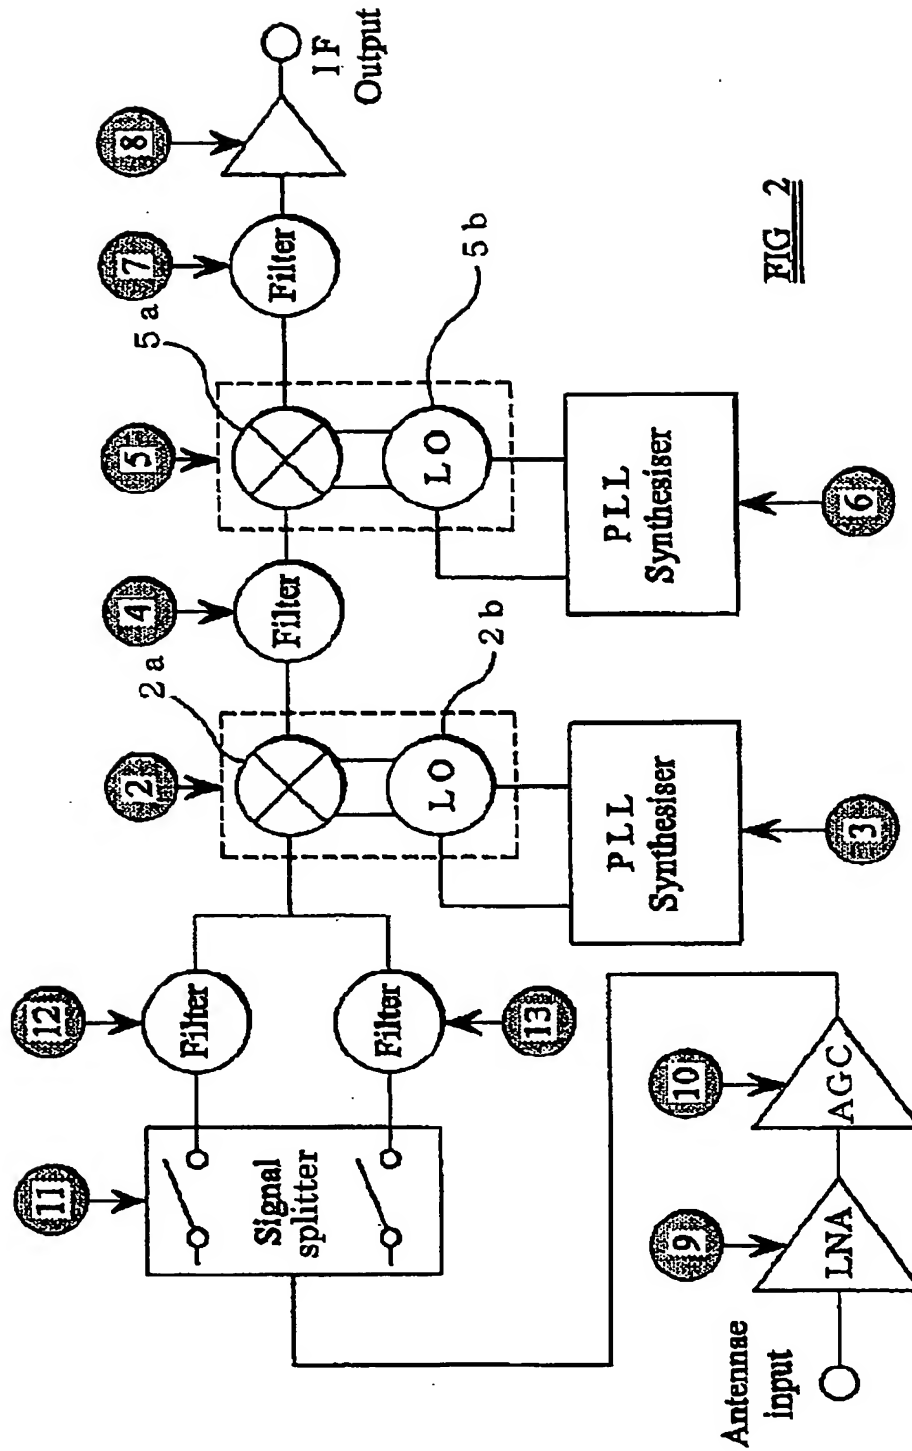 11
12
2
4
5
7
8
2a
5a
Filter
Filter
Filter
Filter
Signal
splitter
13
LO
LO
2b
5b
IF
Output
PLL
Synthesiser
PLL
Synthesiser
3
6
9
10
LNA
AGC
Antennae
input
FIG 2